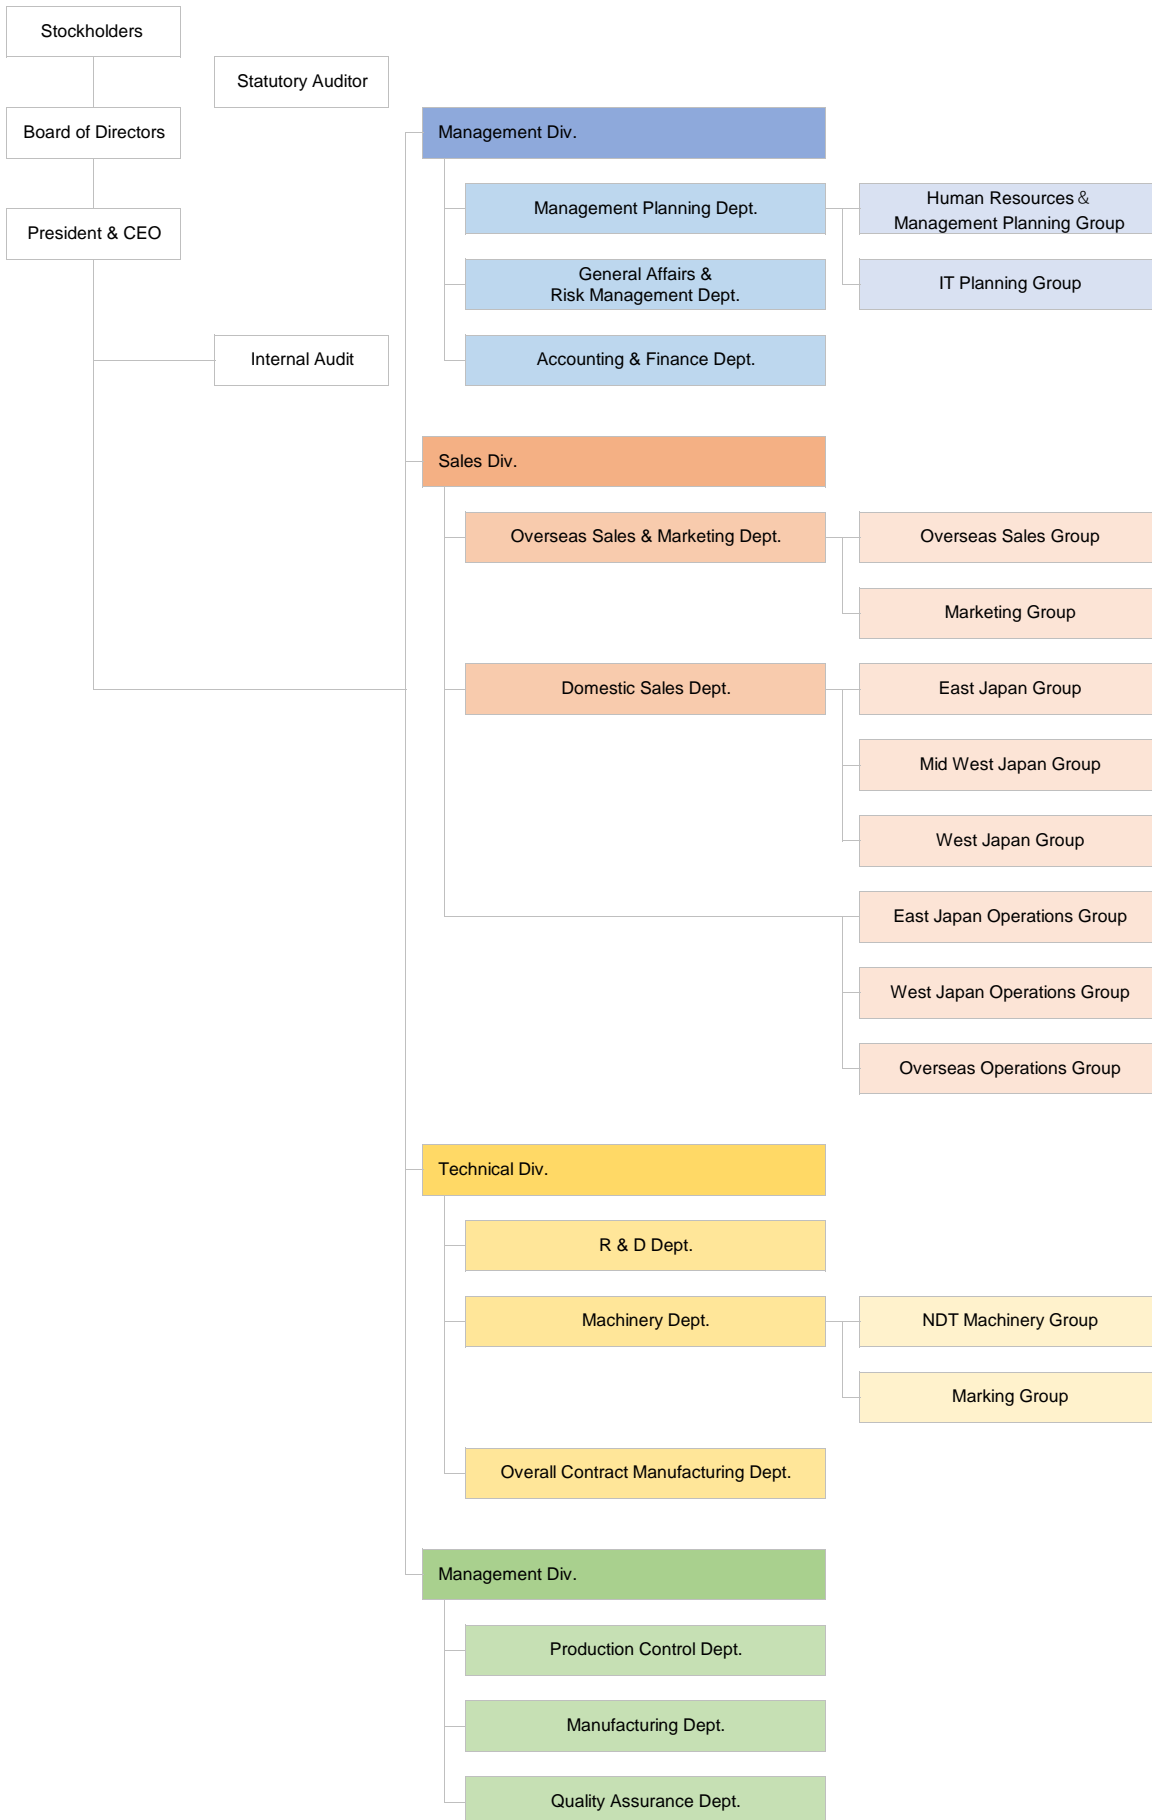 Stockholders
Statutory Auditor
Board of Directors
Management Div.
Management Planning Dept.
Human Resources＆
Management Planning Group
President & CEO
General Affairs &
Risk Management Dept.
IT Planning Group
Internal Audit
Accounting & Finance Dept.
Sales Div.
Overseas Sales & Marketing Dept.
Overseas Sales Group
Marketing Group
Domestic Sales Dept.
East Japan Group
Mid West Japan Group
West Japan Group
East Japan Operations Group
West Japan Operations Group
Overseas Operations Group
Technical Div.
R & D Dept.
Machinery Dept.
NDT Machinery Group
Marking Group
Overall Contract Manufacturing Dept.
Management Div.
Production Control Dept.
Manufacturing Dept.
Quality Assurance Dept.